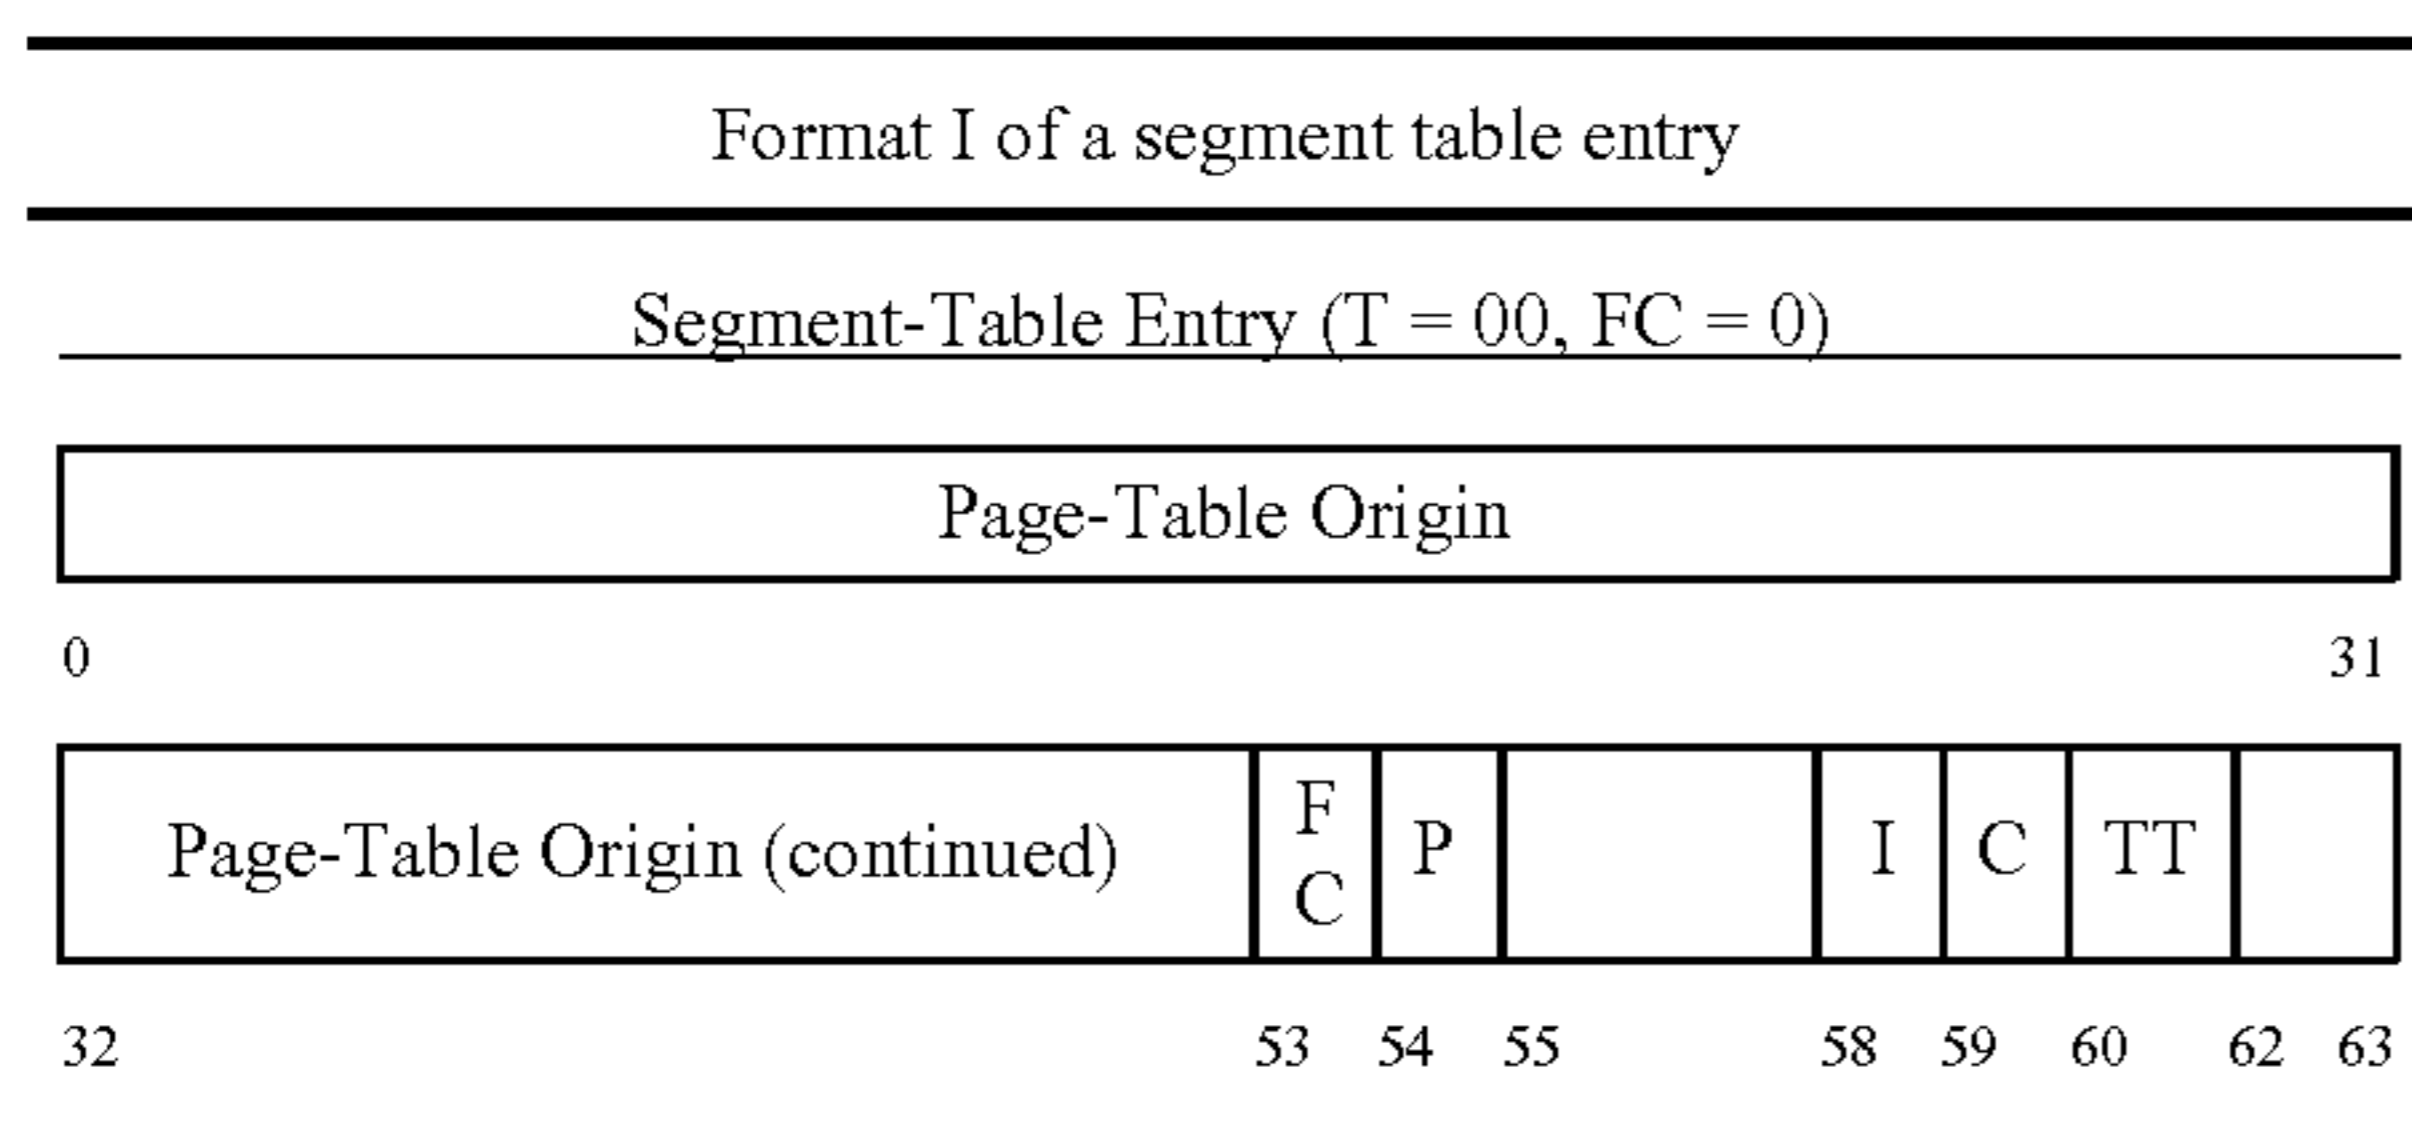 Format I of a segment table entry
Segment-Table Entry (T = 00, FC = 0)
Page-Table Origin
0 31
Page-Table Origin (continued) F C P I C TT
32 53 54 55 58 59 60 62 63